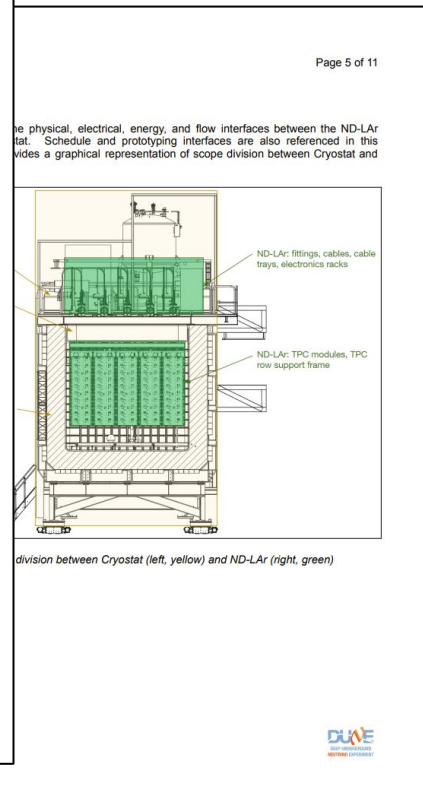 Page 5 of 11
he physical, electrical, energy, and flow interfaces between the ND-LAr
stat. Schedule and prototyping interfaces are also referenced in this
vides a graphical representation of scope division between Cryostat and
ND-LAr: fittings, cables, cable
trays, electronics racks
ND-LAr: TPC modules, TPC
row support frame
division between Cryostat (left, yellow) and ND-LAr (right, green)
DUNE
DEEP UNDERGROUND
NEUTRINO EXPERIMENT